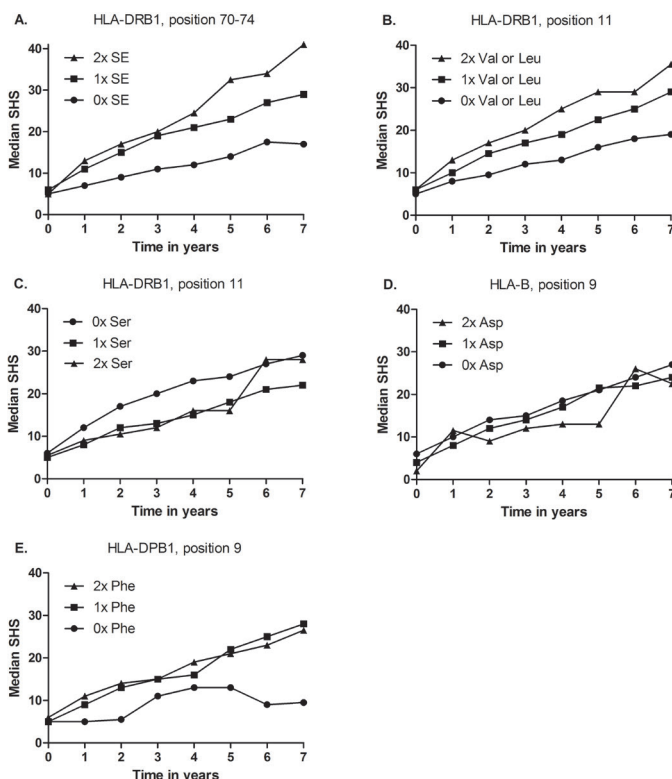 A. HLA-DRB1, position 70-74
40
30
20
10
0
Median SHS
2x SE
1x SE
0x SE
0 1 2 3 4 5 6 7
Time in years
B. HLA-DRB1, position 11
40
30
20
10
0
Median SHS
2x Val or Leu
1x Val or Leu
0x Val or Leu
0 1 2 3 4 5 6 7
Time in years
C. HLA-DRB1, position 11
40
30
20
10
0
Median SHS
0x Ser
1x Ser
2x Ser
0 1 2 3 4 5 6 7
Time in years
D. HLA-B, position 9
40
30
20
10
0
Median SHS
2x Asp
1x Asp
0x Asp
0 1 2 3 4 5 6 7
Time in years
E. HLA-DPB1, position 9
40
30
20
10
0
Median SHS
2x Phe
1x Phe
0x Phe
0 1 2 3 4 5 6 7
Time in years